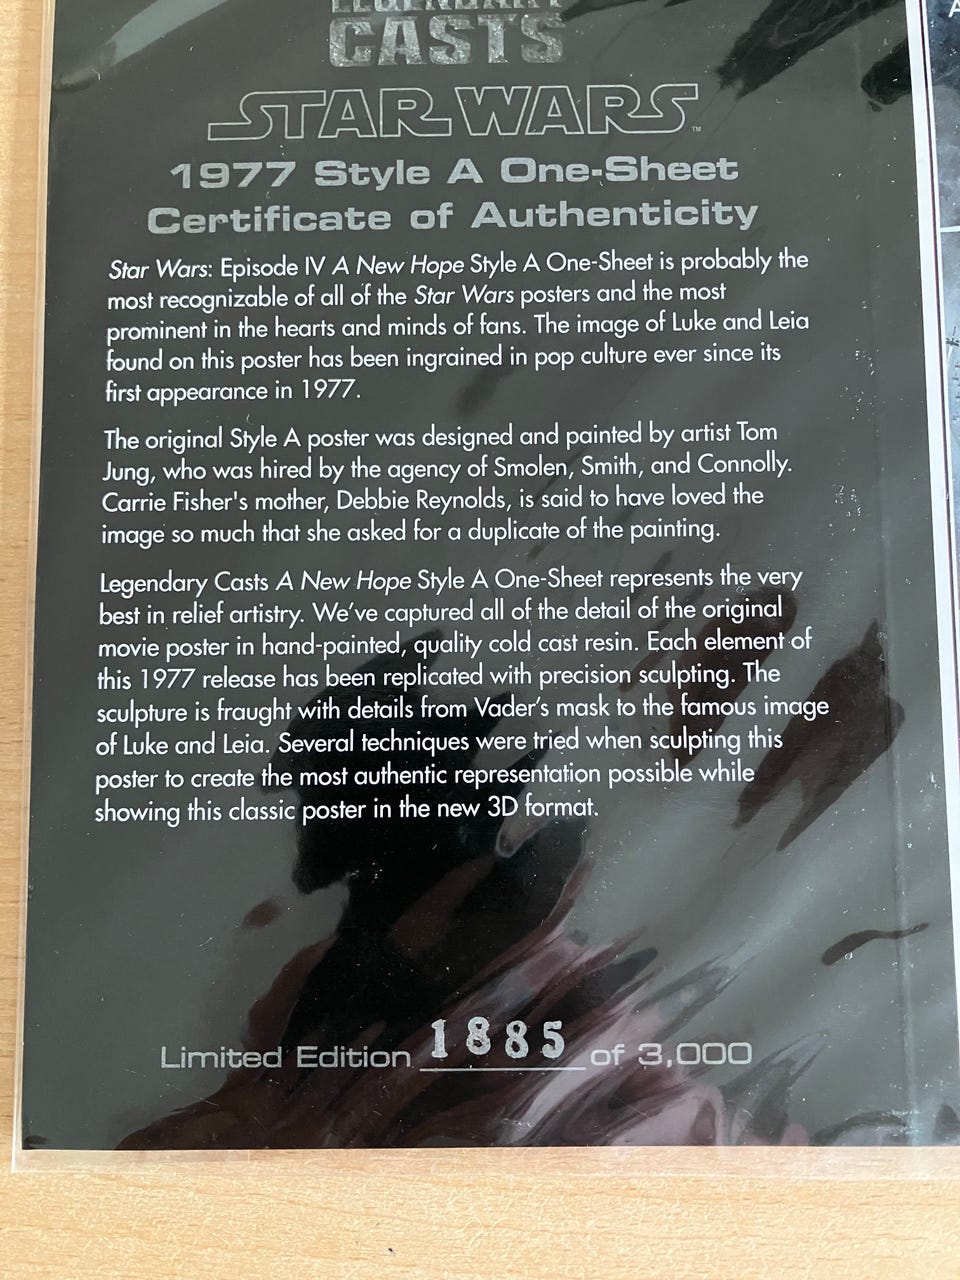 LEGENDARY
CASTS
STAR WARS™
1977 Style A One-Sheet
Certificate of Authenticity
Star Wars: Episode IV A New Hope Style A One-Sheet is probably the
most recognizable of all of the Star Wars posters and the most
prominent in the hearts and minds of fans. The image of Luke and Leia
found on this poster has been ingrained in pop culture ever since its
first appearance in 1977.
The original Style A poster was designed and painted by artist Tom
Jung, who was hired by the agency of Smolen, Smith, and Connolly.
Carrie Fisher's mother, Debbie Reynolds, is said to have loved the
image so much that she asked for a duplicate of the painting.
Legendary Casts A New Hope Style A One-Sheet represents the very
best in relief artistry. We've captured all of the detail of the original
movie poster in hand-painted, quality cold cast resin. Each element of
this 1977 release has been replicated with precision sculpting. The
sculpture is fraught with details from Vader's mask to the famous image
of Luke and Leia. Several techniques were tried when sculpting this
poster to create the most authentic representation possible while
showing this classic poster in the new 3D format.
Limited Edition 1885 of 3,000